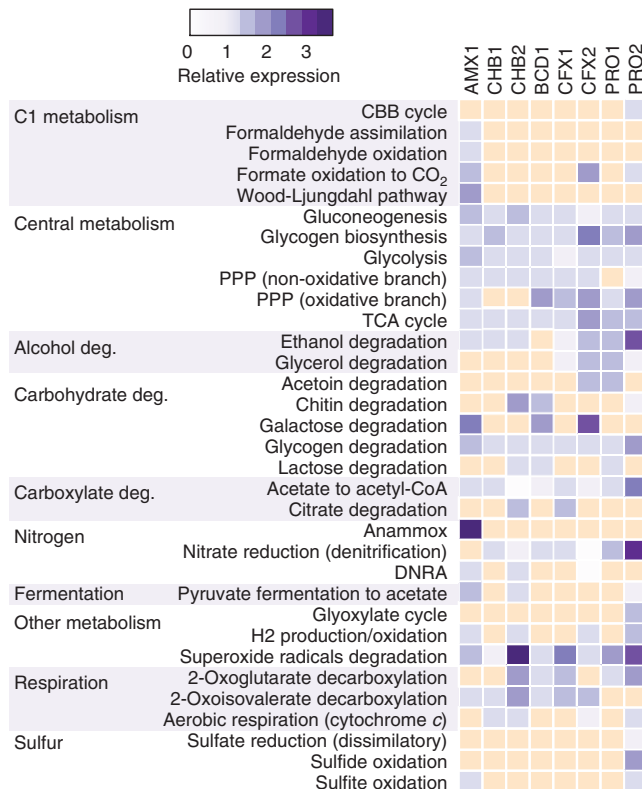 0 1 2 3
Relative expression
AMX1 CHB1 CHB2 BCD1 CFX1 CFX2 PRO1 PRO2
C1 metabolism CBB cycle
Formaldehyde assimilation
Formaldehyde oxidation
Formate oxidation to CO2
Wood-Ljungdahl pathway
Central metabolism Gluconeogenesis
Glycogen biosynthesis
Glycolysis
PPP (non-oxidative branch)
PPP (oxidative branch)
TCA cycle
Alcohol deg. Ethanol degradation
Glycerol degradation
Carbohydrate deg. Acetoin degradation
Chitin degradation
Galactose degradation
Glycogen degradation
Lactose degradation
Carboxylate deg. Acetate to acetyl-CoA
Citrate degradation
Nitrogen Anammox
Nitrate reduction (denitrification)
DNRA
Fermentation Pyruvate fermentation to acetate
Other metabolism Glyoxylate cycle
H2 production/oxidation
Superoxide radicals degradation
Respiration 2-Oxoglutarate decarboxylation
2-Oxoisovalerate decarboxylation
Aerobic respiration (cytochrome c)
Sulfur Sulfate reduction (dissimilatory)
Sulfide oxidation
Sulfite oxidation